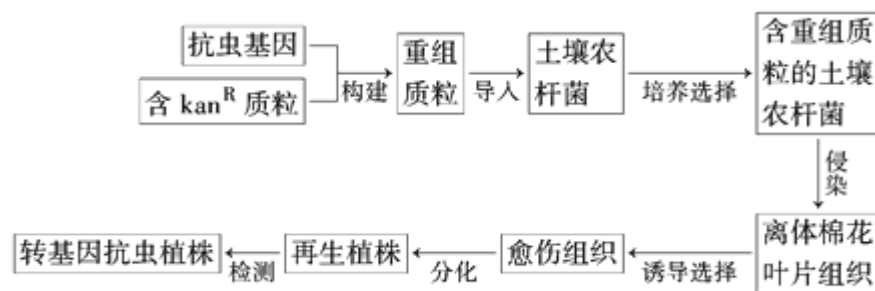 抗虫基因
含 kanR 质粒
构建
重组
质粒
导入
土壤农
杆菌
培养选择
含重组质
粒的土壤
农杆菌
侵
染
离体棉花
叶片组织
诱导选择
愈伤组织
分化
再生植株
检测
转基因抗虫植株